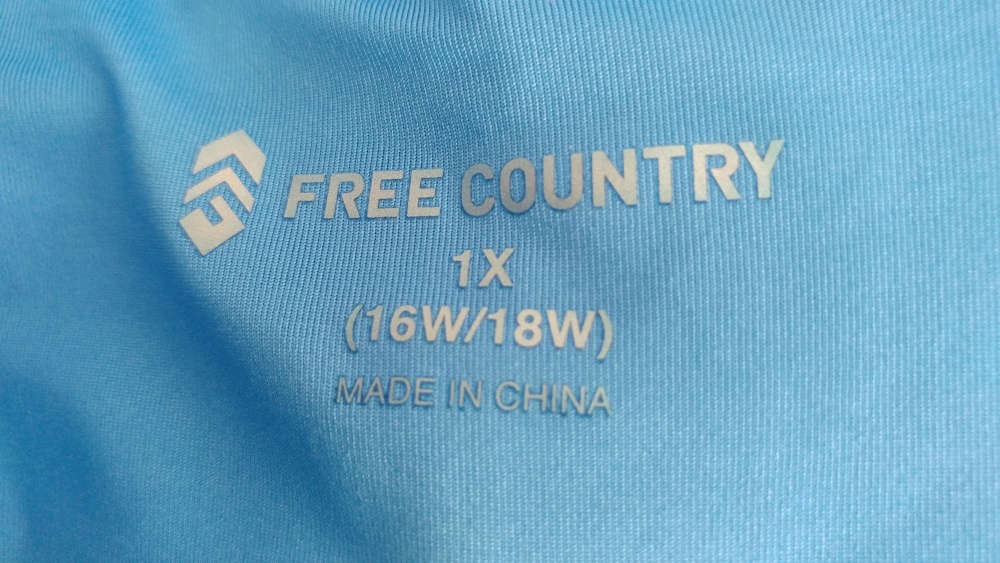 FREE COUNTRY
1X
(16W/18W)
MADE IN CHINA